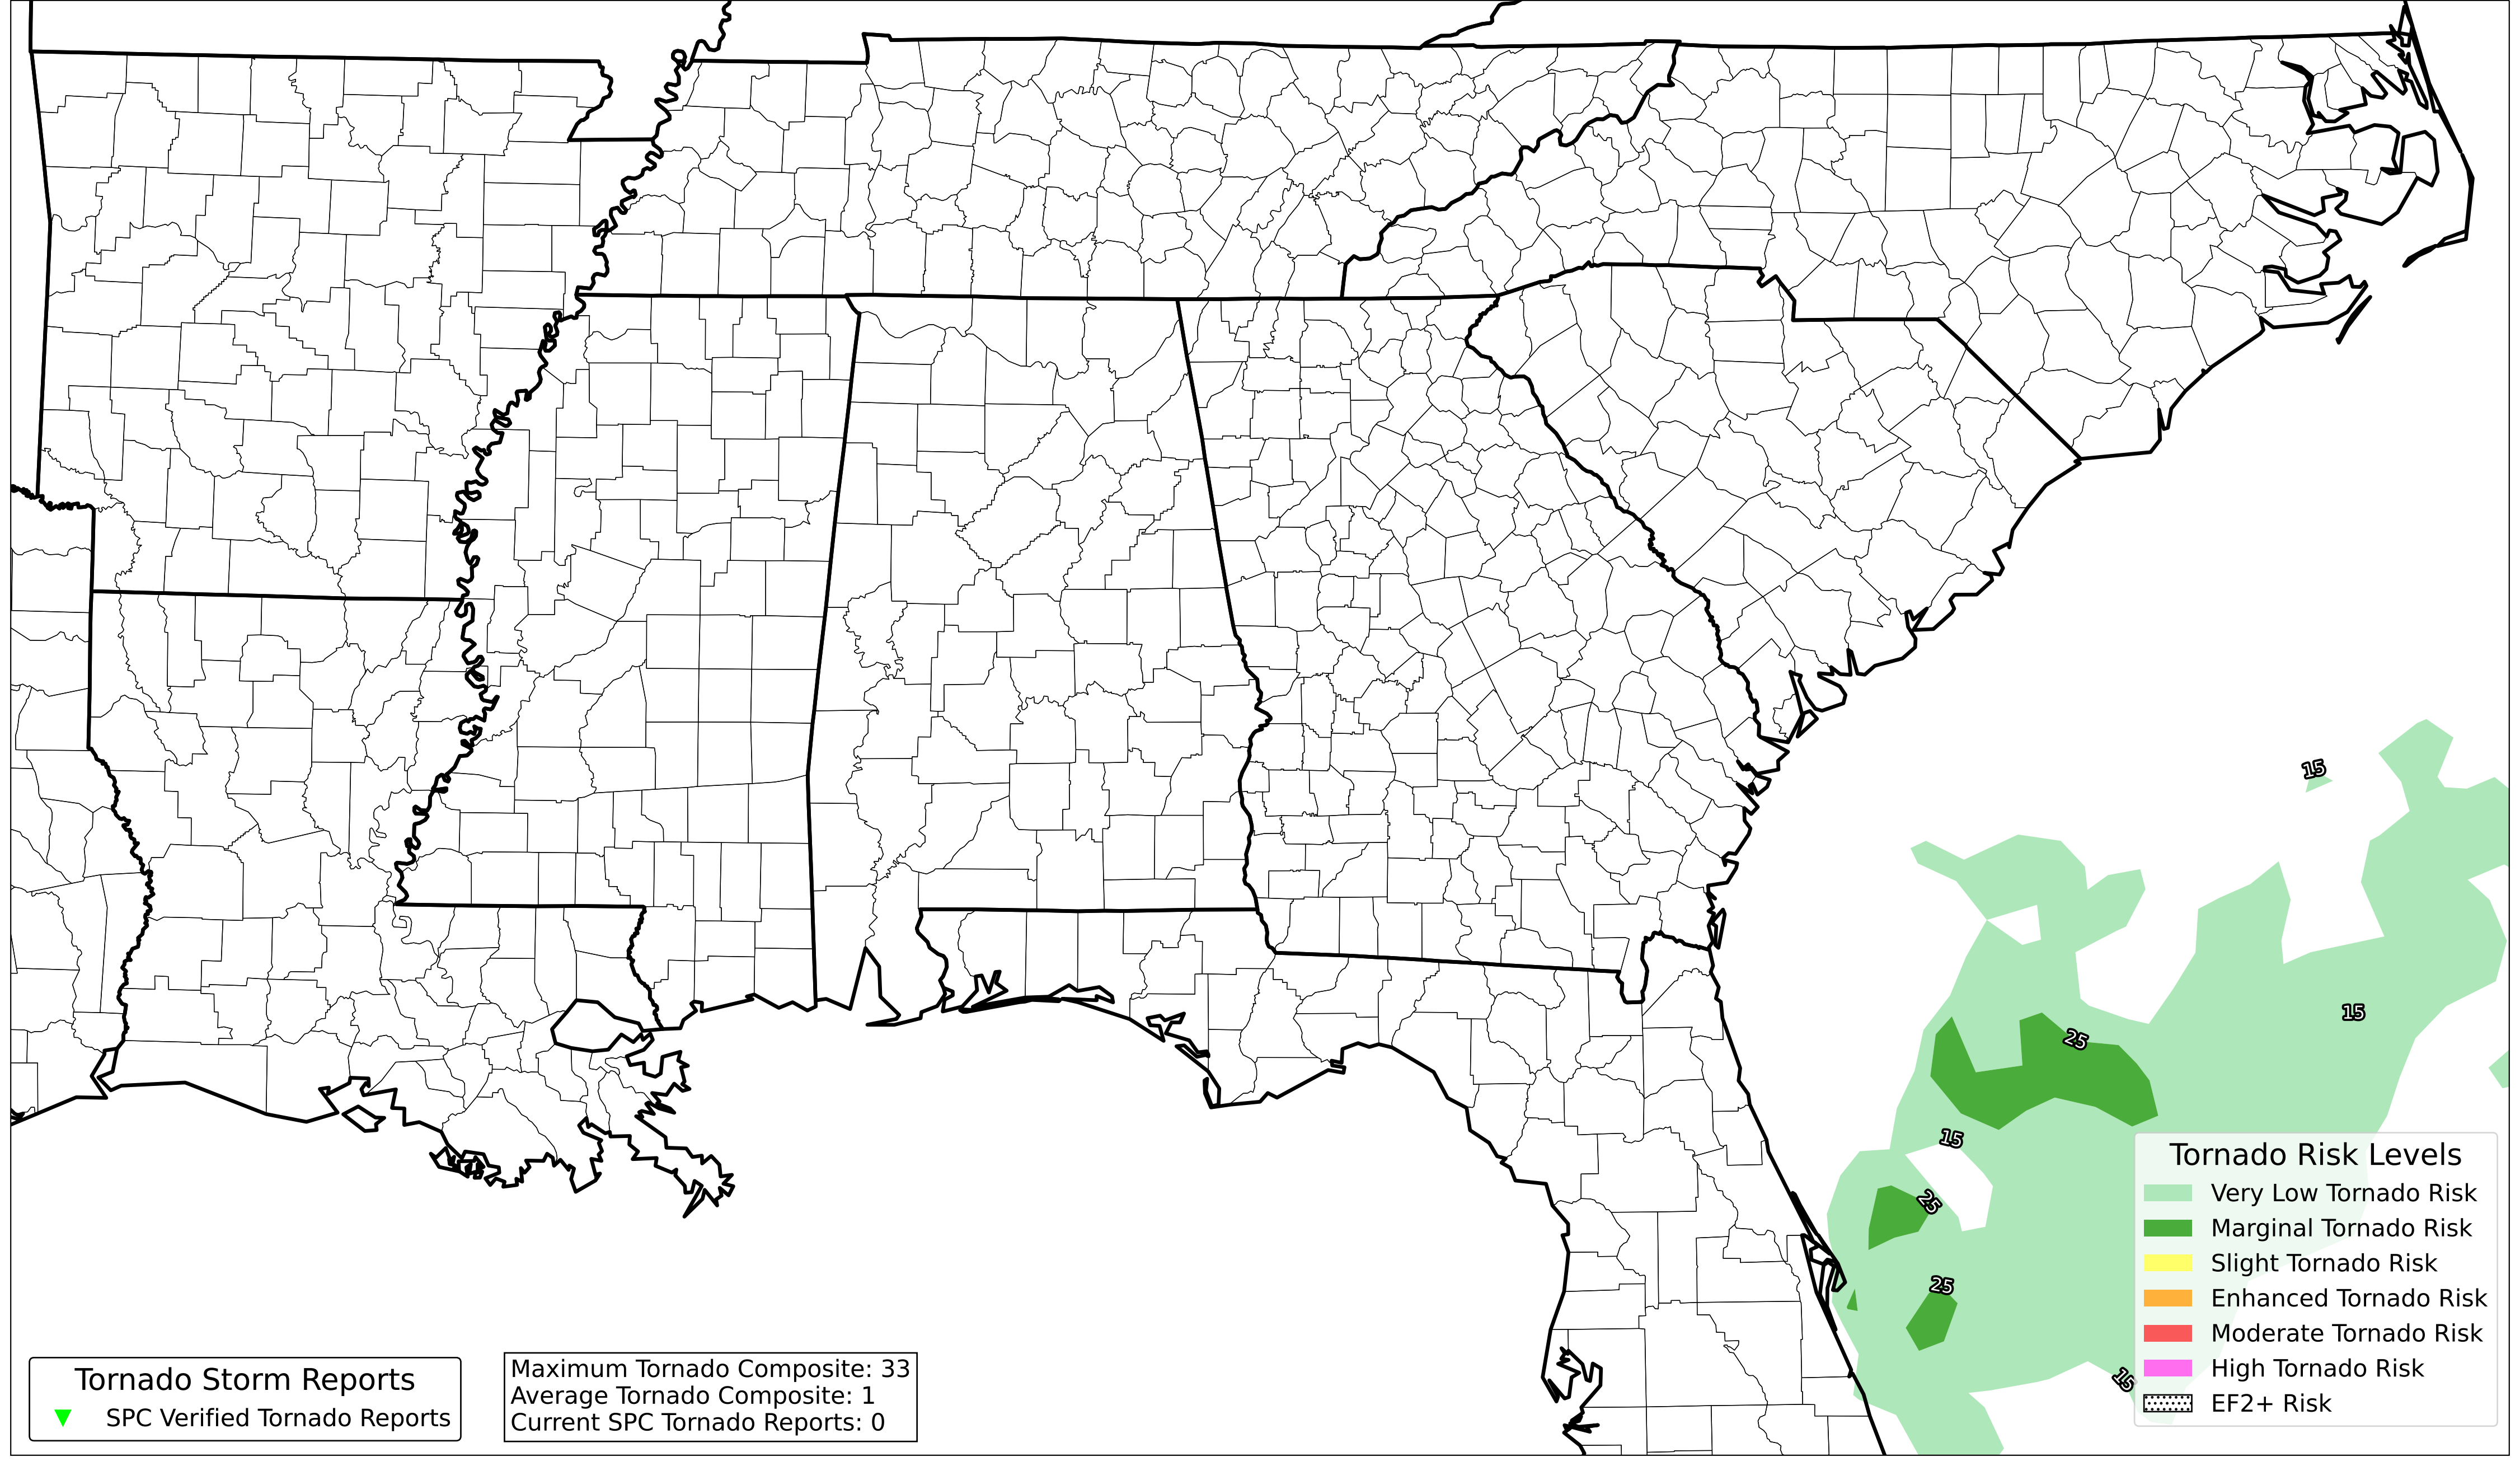 15
15
25
15
25
25
15
Tornado Risk Levels
Very Low Tornado Risk
Marginal Tornado Risk
Slight Tornado Risk
Enhanced Tornado Risk
Moderate Tornado Risk
High Tornado Risk
EF2+ Risk
Tornado Storm Reports
SPC Verified Tornado Reports
Maximum Tornado Composite: 33
Average Tornado Composite: 1
Current SPC Tornado Reports: 0